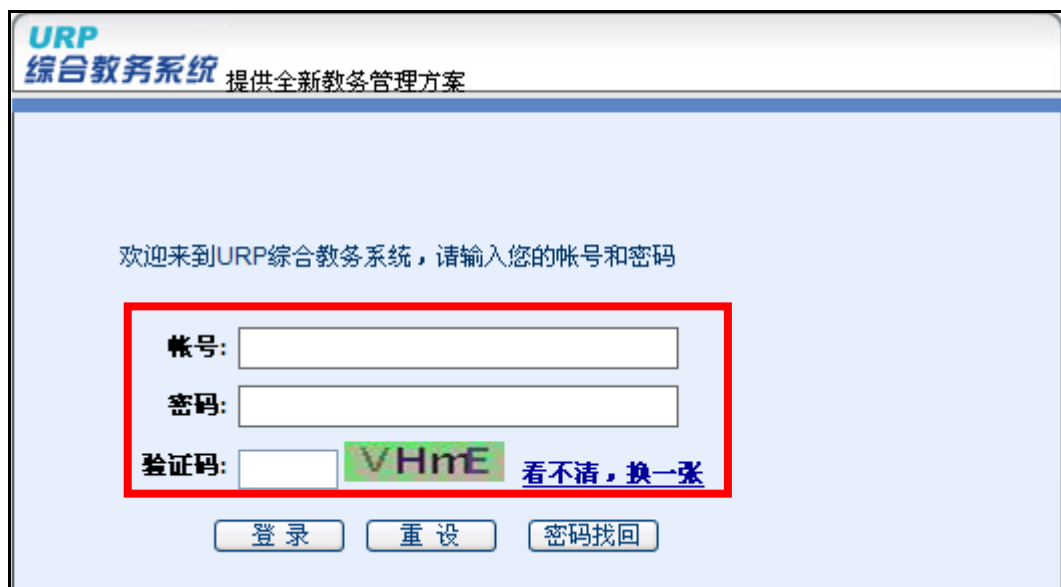 URP
综合教务系统 提供全新教务管理方案
欢迎来到URP综合教务系统，请输入您的帐号和密码
帐号:
密码:
验证码: VHmE 看不清，换一张
登 录 重 设 密码找回